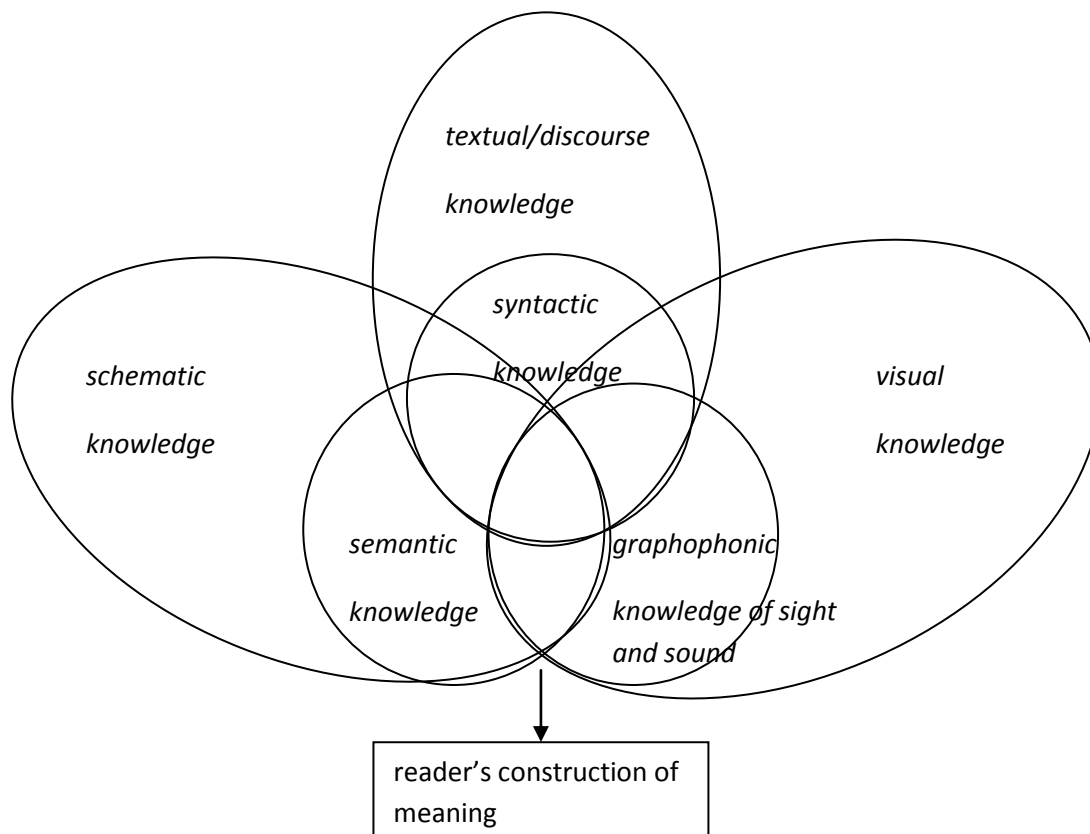 textual/discourse
knowledge
syntactic
knowledge
schematic
knowledge
visual
knowledge
semantic
knowledge
graphophonic
knowledge of sight
and sound
reader’s construction of
meaning